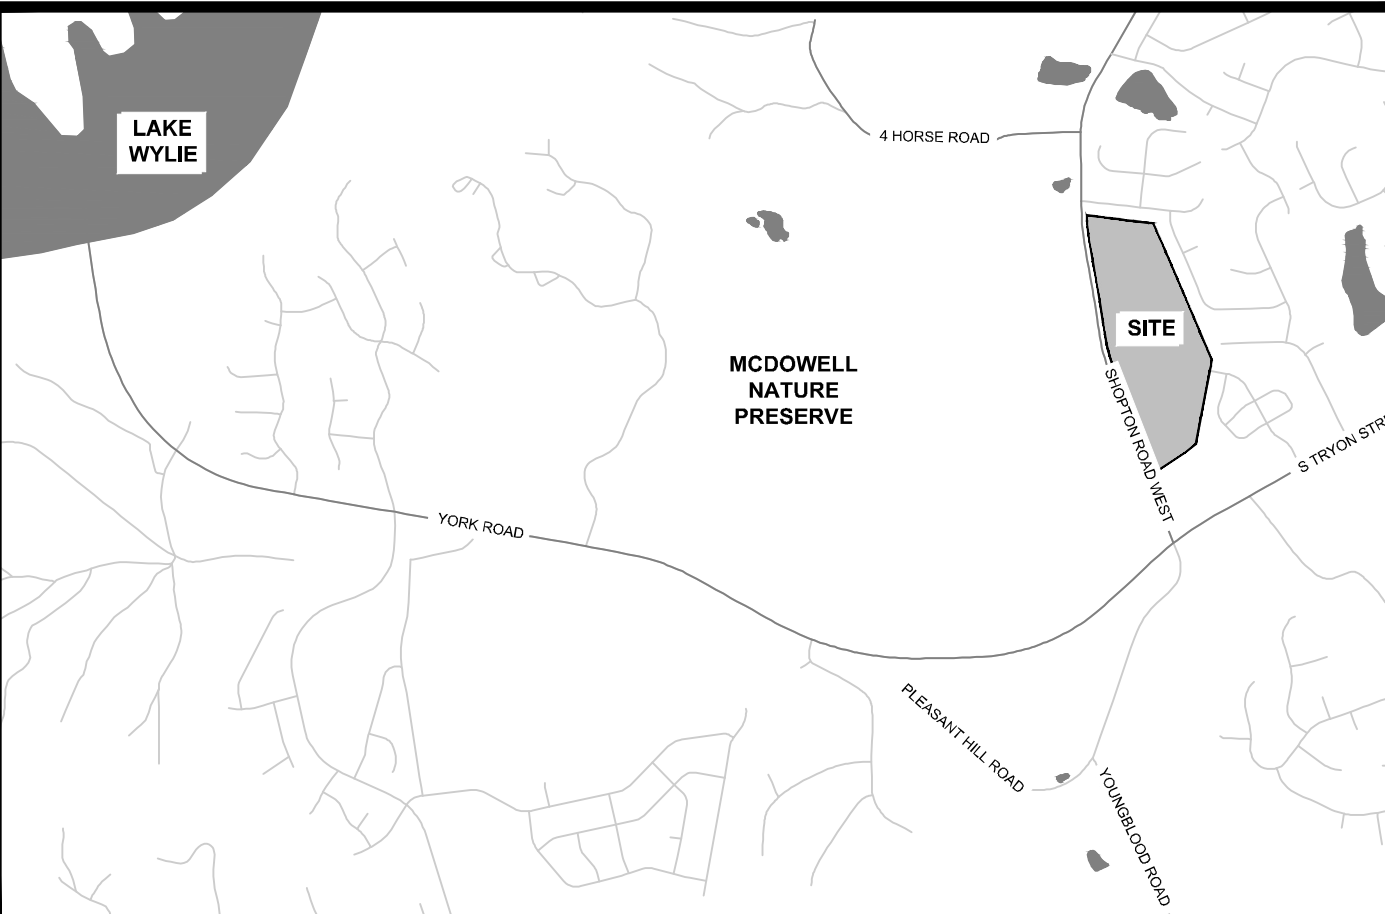 LAKE
WYLIE
4 HORSE ROAD
SITE
MCDOWELL
NATURE
PRESERVE
SHOPTON ROAD WEST
S TRYON STR
YORK ROAD
PLEASANT HILL ROAD
YOUNGBLOOD ROAD